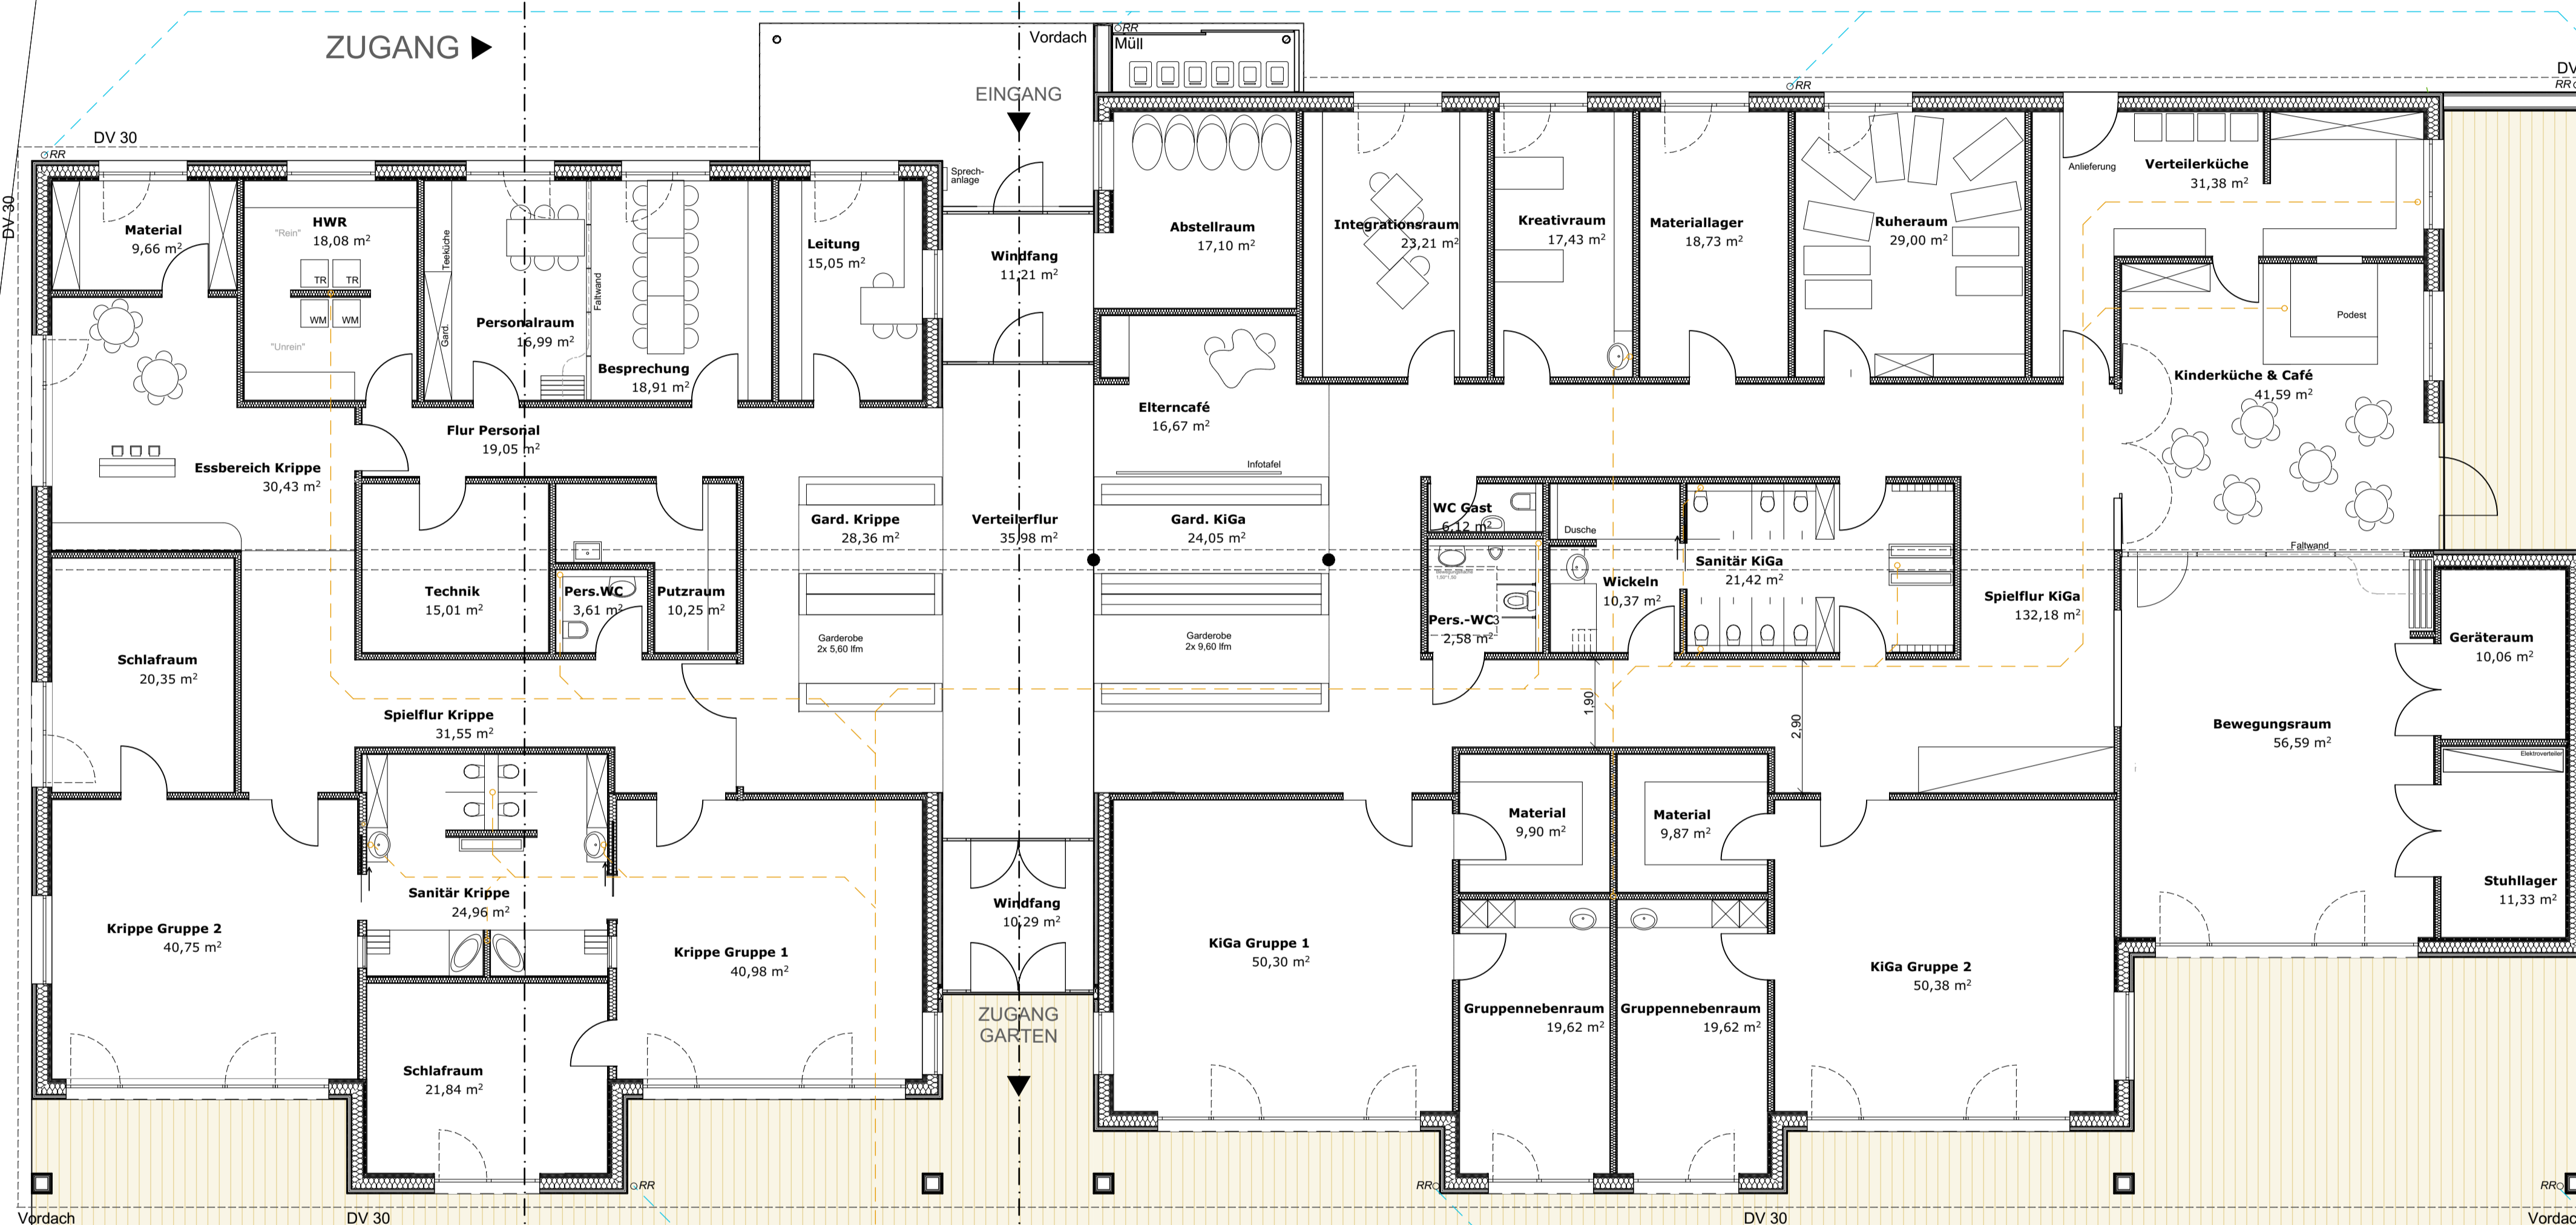 ZUGANG
Vordach
RR
Müll
EINGANG
RR
DV
RR
DV 30
RR
DV 30
Sprech-
anlage
Anlieferung
Verteilerküche
31,38 m²
Material
9,66 m²
HWR
18,08 m²
"Rein"
TR
TR
WM
WM
"Unrein"
Teeküche
Gard.
Personalraum
16,99 m²
Faltwand
Besprechung
18,91 m²
Leitung
15,05 m²
Windfang
11,21 m²
Abstellraum
17,10 m²
Integrationsraum
23,21 m²
Kreativraum
17,43 m²
Materiallager
18,73 m²
Ruheraum
29,00 m²
Podest
Kinderküche & Café
41,59 m²
Elterncafé
16,67 m²
Infotafel
Flur Personal
19,05 m²
Essbereich Krippe
30,43 m²
Gard. Krippe
28,36 m²
Verteilerflur
35,98 m²
Gard. KiGa
24,05 m²
WC Gast
6,12 m²
Dusche
Sanitär KiGa
21,42 m²
Faltwand
Technik
15,01 m²
Pers.WC
3,61 m²
Putzraum
10,25 m²
Wickeln
10,37 m²
Pers.-WC
3
2,58 m²
Spielflur KiGa
132,18 m²
Garderobe
2x 5,60 lfm
Garderobe
2x 9,60 lfm
Geräteraum
10,06 m²
Schlafraum
20,35 m²
Spielflur Krippe
31,55 m²
1,90
2,90
Bewegungsraum
56,59 m²
Elektroverteiler
Material
9,90 m²
Material
9,87 m²
Stuhllager
11,33 m²
Sanitär Krippe
24,96 m²
Krippe Gruppe 2
40,75 m²
Krippe Gruppe 1
40,98 m²
Windfang
10,29 m²
KiGa Gruppe 1
50,30 m²
KiGa Gruppe 2
50,38 m²
Gruppennebenraum
19,62 m²
Gruppennebenraum
19,62 m²
ZUGANG
GARTEN
Schlafraum
21,84 m²
RR
RR
RR
Vordach
DV 30
DV 30
Vordac